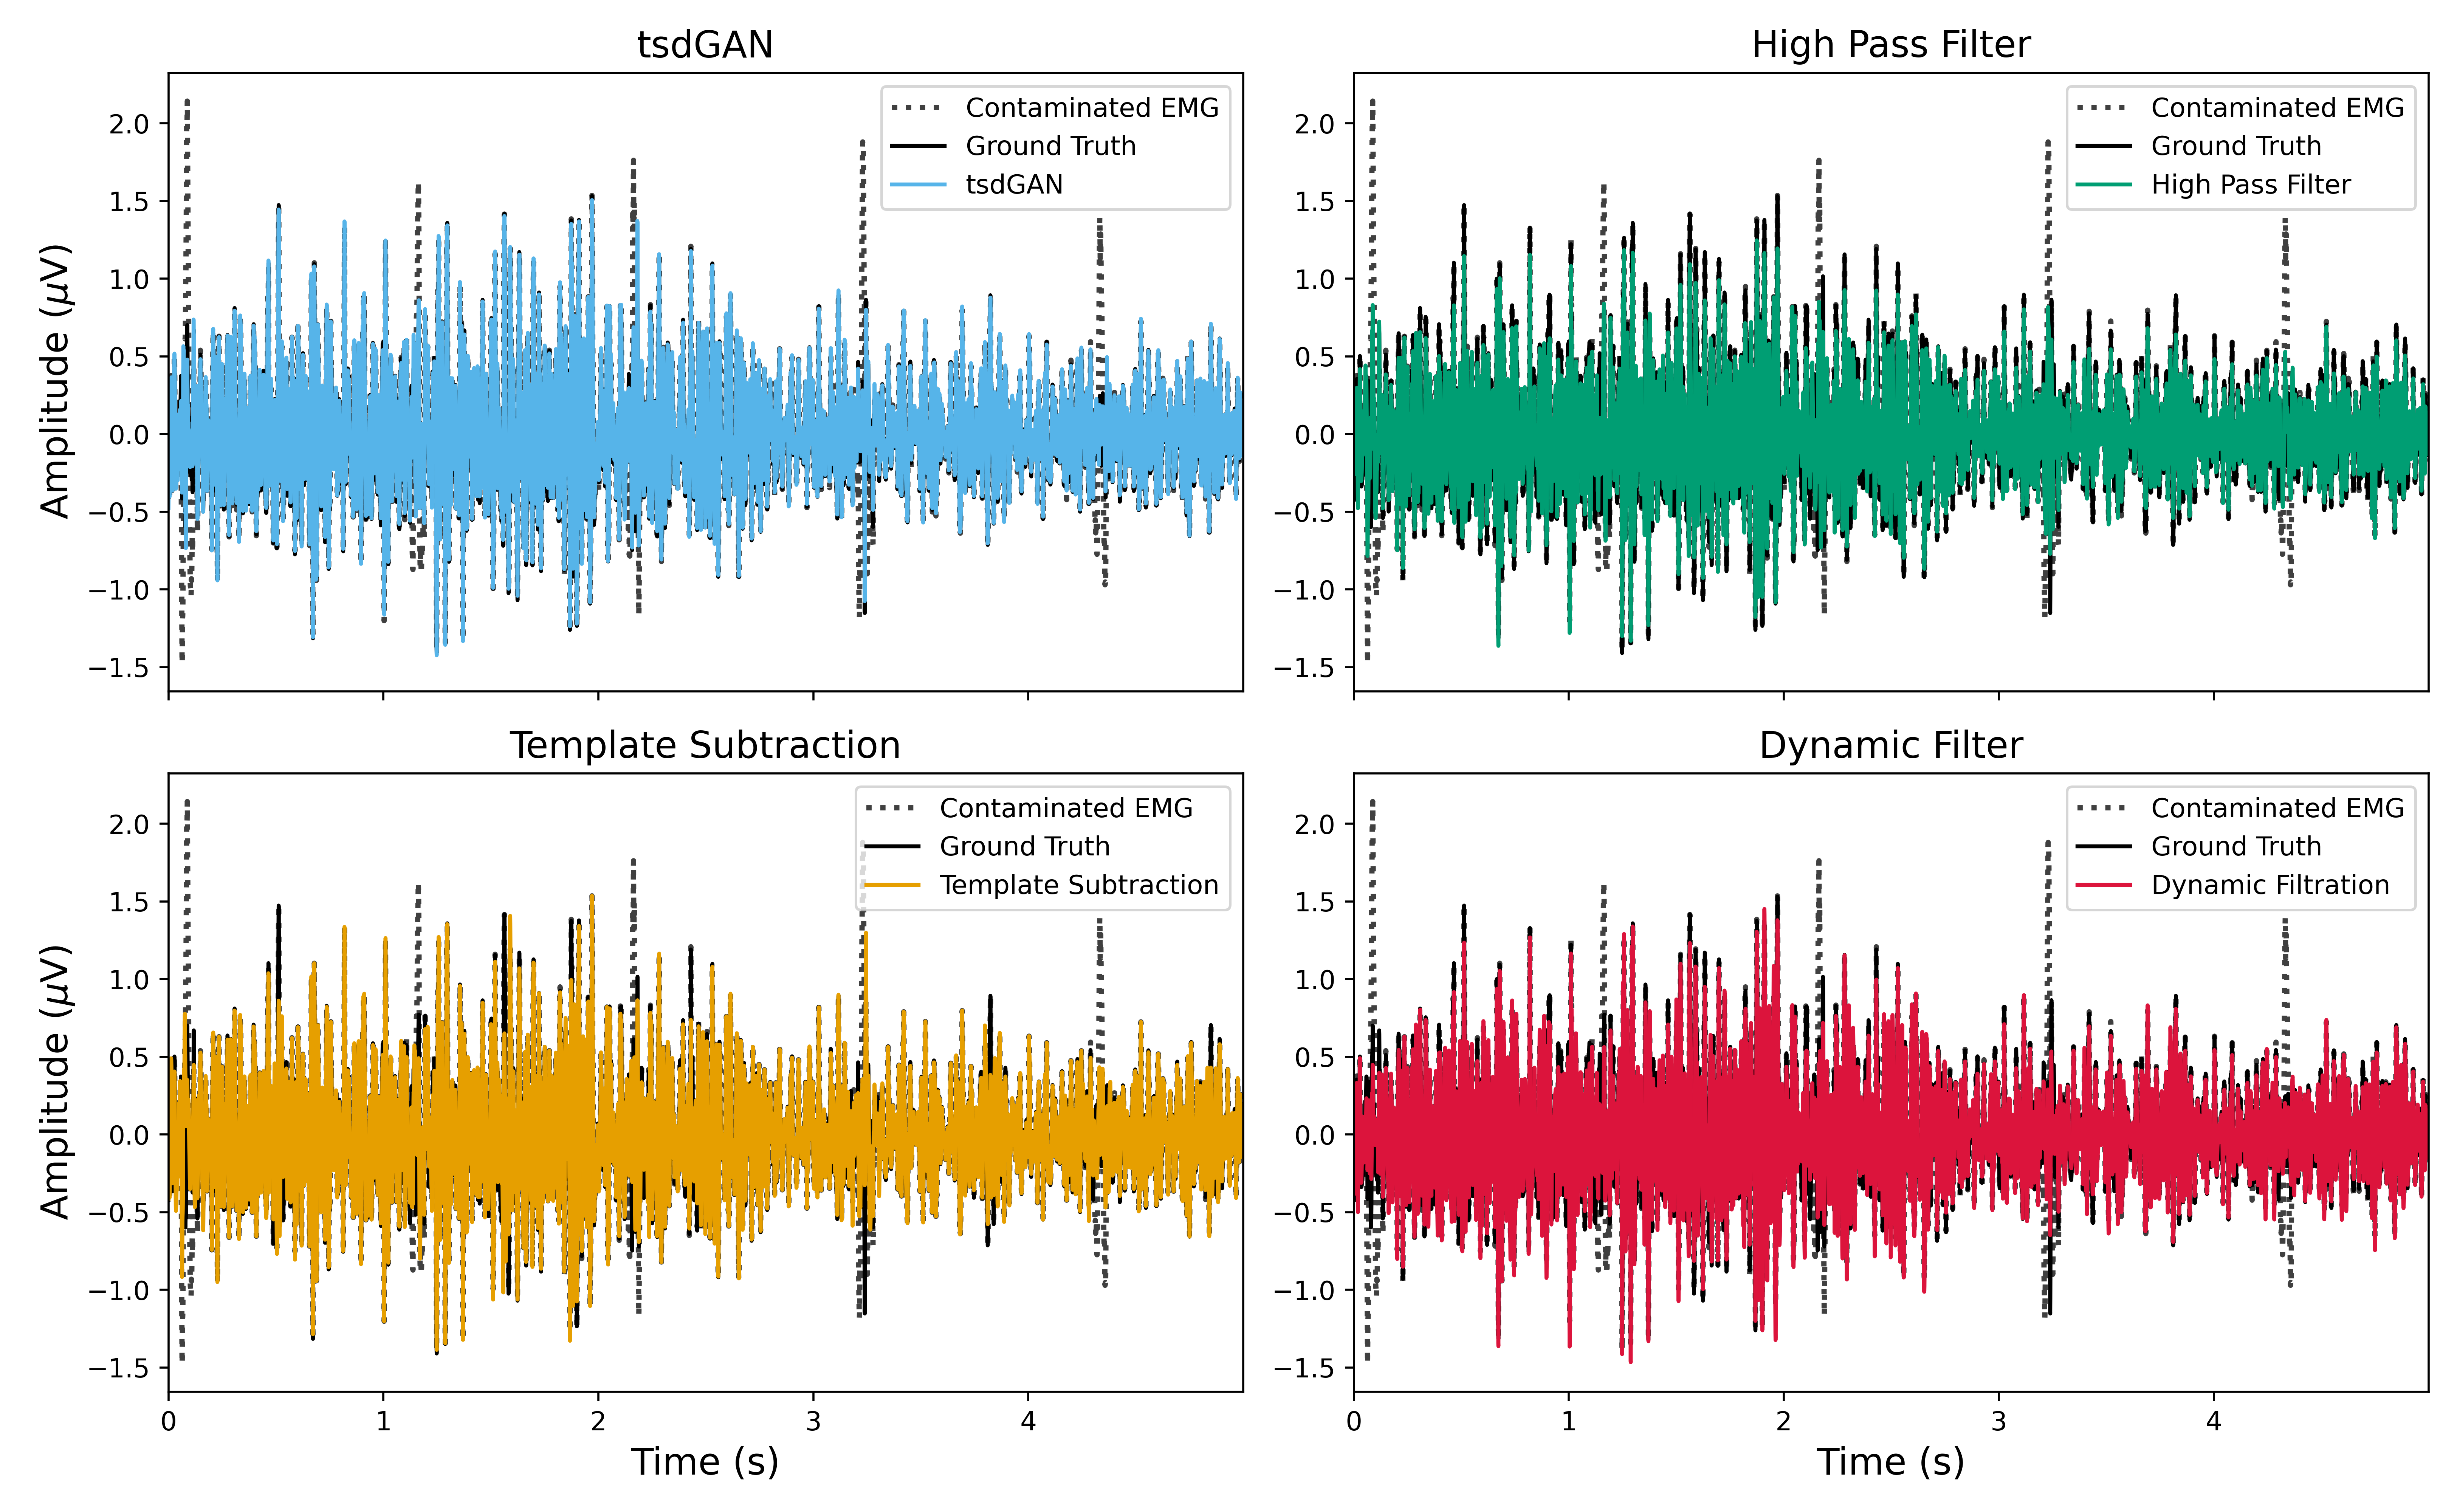 tsdGAN
Contaminated EMG
Ground Truth
tsdGAN
Amplitude (μV)
2.0
1.5
1.0
0.5
0.0
−0.5
−1.0
−1.5
High Pass Filter
Contaminated EMG
Ground Truth
High Pass Filter
2.0
1.5
1.0
0.5
0.0
−0.5
−1.0
−1.5
Template Subtraction
Contaminated EMG
Ground Truth
Template Subtraction
Amplitude (μV)
2.0
1.5
1.0
0.5
0.0
−0.5
−1.0
−1.5
0 1 2 3 4
Time (s)
Dynamic Filter
Contaminated EMG
Ground Truth
Dynamic Filtration
2.0
1.5
1.0
0.5
0.0
−0.5
−1.0
−1.5
0 1 2 3 4
Time (s)